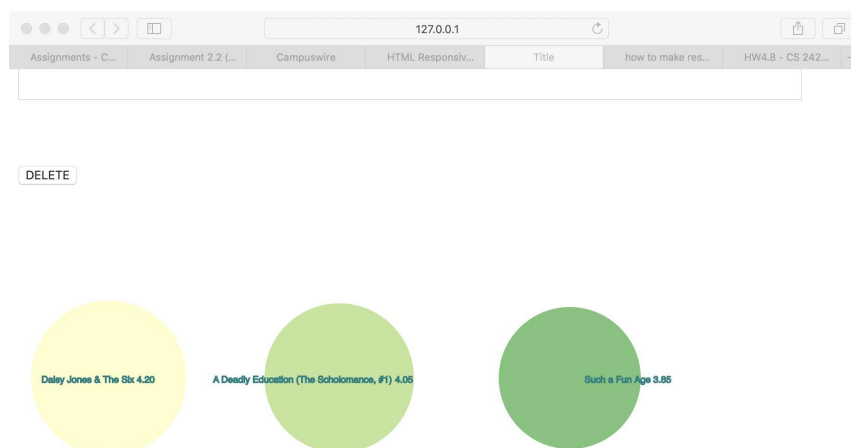 127.0.0.1
Assignments - C...
Assignment 2.2 (...
Campuswire
HTML Responsiv...
Title
how to make res...
HW4.8 - CS 242...
DELETE
Daisy Jones & The Six 4.20
A Deadly Education (The Scholomance, #1) 4.05
Such a Fun Age 3.85